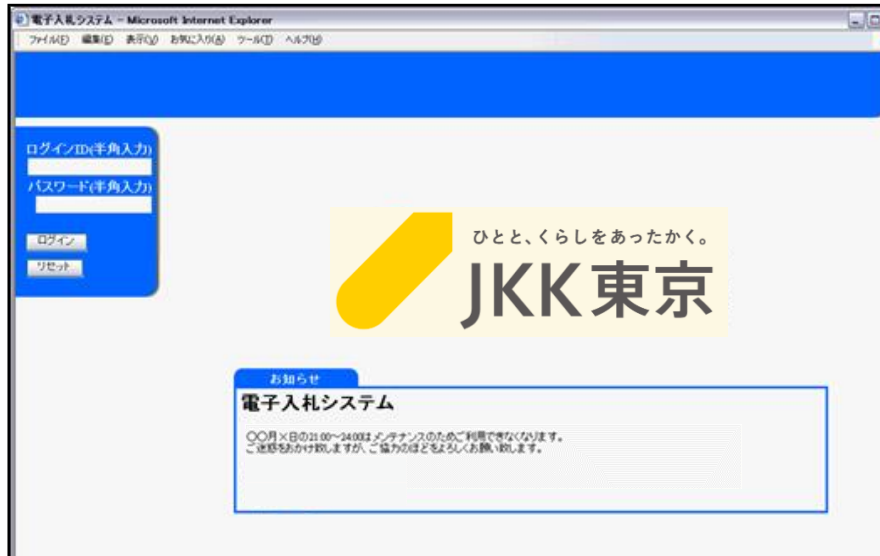 電子入札システム - Microsoft Internet Explorer
ファイル(F) 編集(E) 表示(V) お気に入り(A) ツール(T) ヘルプ(H)
ログインID(半角入力)
パスワード(半角入力)
ログイン
リセット
ひとと、くらしをあったかく。
JKK東京
お知らせ
電子入札システム
〇〇月×日の21:00~24:00はメンテナンスのためご利用できなくなります。
ご迷惑をおかけ致しますが、ご協力のほどをよろしくお願い致します。